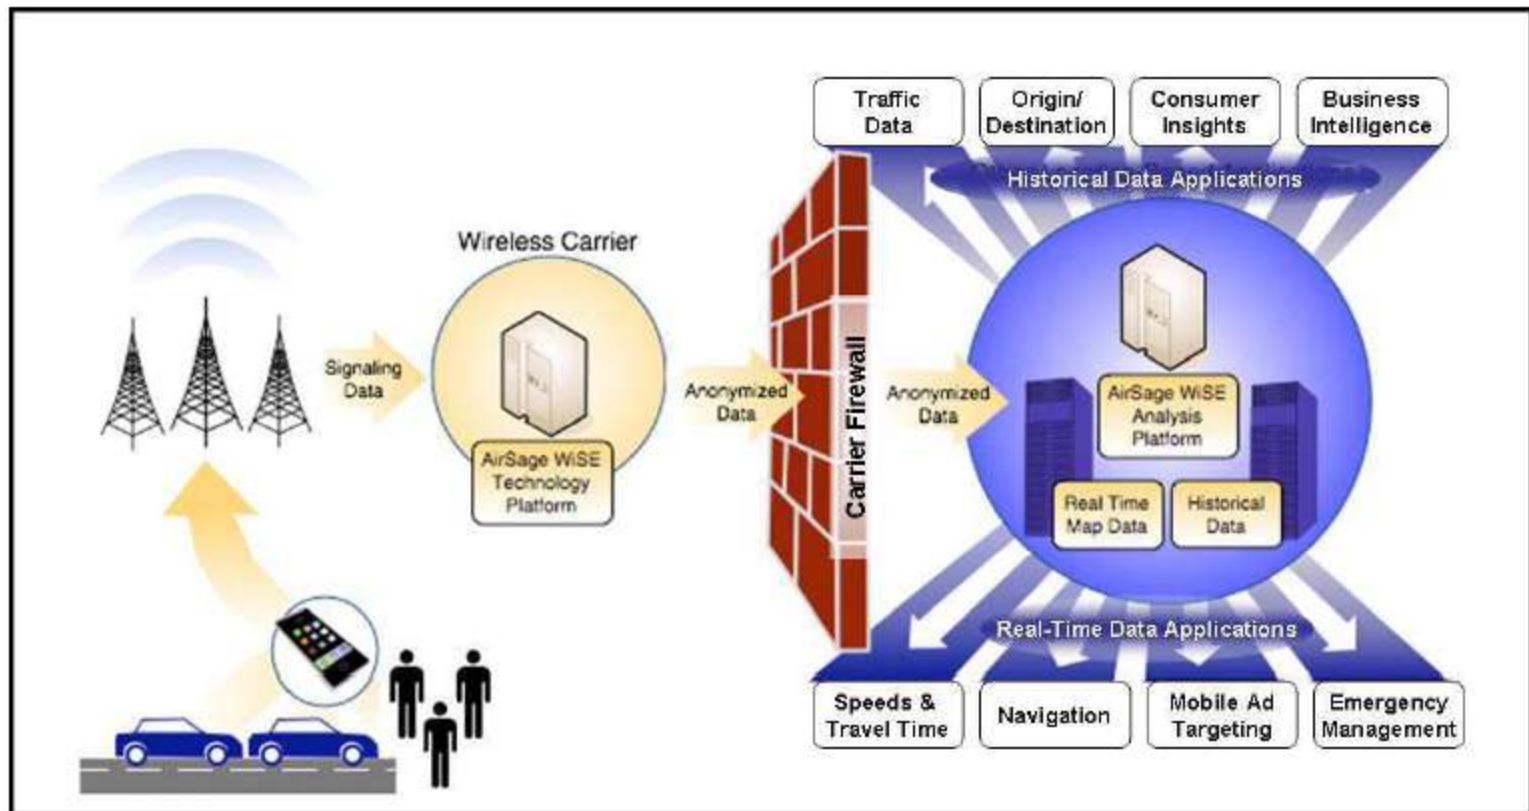 Traffic
Data
Origin/
Destination
Consumer
Insights
Business
Intelligence
Historical Data Applications
Wireless Carrier
Signaling
Data
AirSage WiSE
Technology
Platform
Anonymized
Data
Carrier Firewall
Anonymized
Data
AirSage WiSE
Analysis
Platform
Real Time
Map Data
Historical
Data
Real-Time Data Applications
Speeds &
Travel Time
Navigation
Mobile Ad
Targeting
Emergency
Management